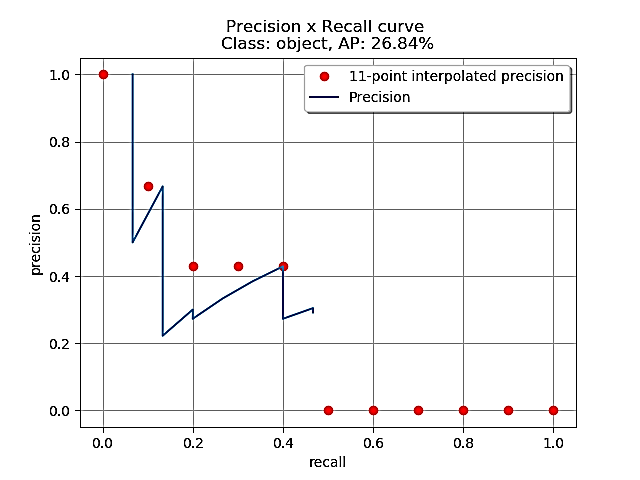 Precision x Recall curve
Class: object, AP: 26.84%
11-point interpolated precision
Precision
precision
1.0
0.8
0.6
0.4
0.2
0.0
0.0 0.2 0.4 0.6 0.8 1.0
recall